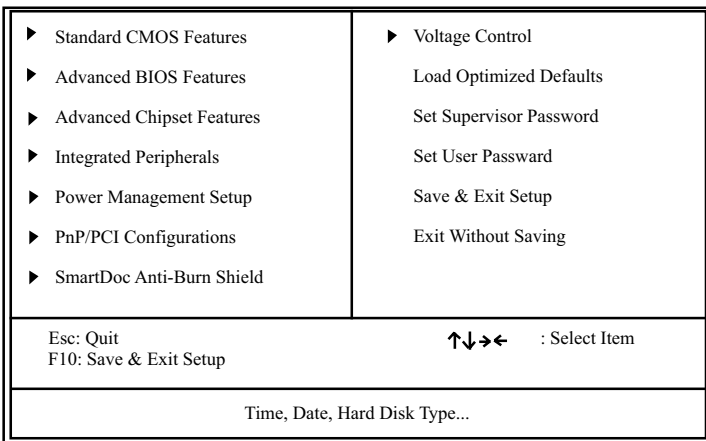 Standard CMOS Features
Advanced BIOS Features
Advanced Chipset Features
Integrated Peripherals
Power Management Setup
PnP/PCI Configurations
SmartDoc Anti-Burn Shield
Voltage Control
Load Optimized Defaults
Set Supervisor Password
Set User Passward
Save & Exit Setup
Exit Without Saving
Esc: Quit
F10: Save & Exit Setup
↑↓→← : Select Item
Time, Date, Hard Disk Type...